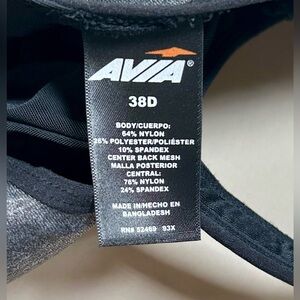 AVIA®
38D
BODY/CUERPO:
64% NYLON
26% POLYESTER/POLIÉSTER
10% SPANDEX
CENTER BACK MESH
MALLA POSTERIOR
CENTRAL:
76% NYLON
24% SPANDEX
MADE IN/HECHO EN
BANGLADESH
RN# 52469 93X